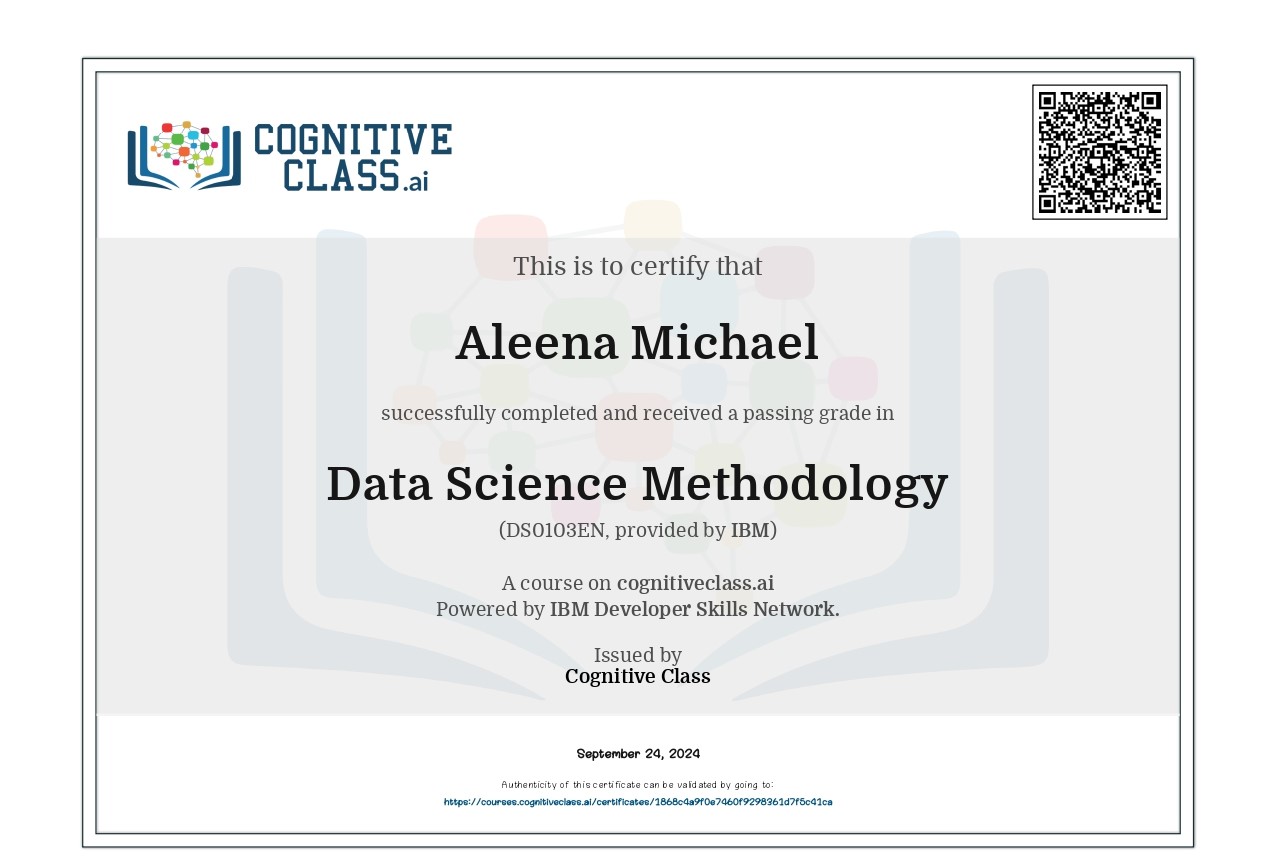 COGNITIVE
CLASS.ai
This is to certify that
Aleena Michael
successfully completed and received a passing grade in
Data Science Methodology
(DS0103EN, provided by IBM)
A course on cognitiveclass.ai
Powered by IBM Developer Skills Network.
Issued by
Cognitive Class
September 24, 2024
Authenticity of this certificate can be validated by going to:
https://courses.cognitiveclass.ai/certificates/1868c4a9f0e7460f9298361d7f5c41ca